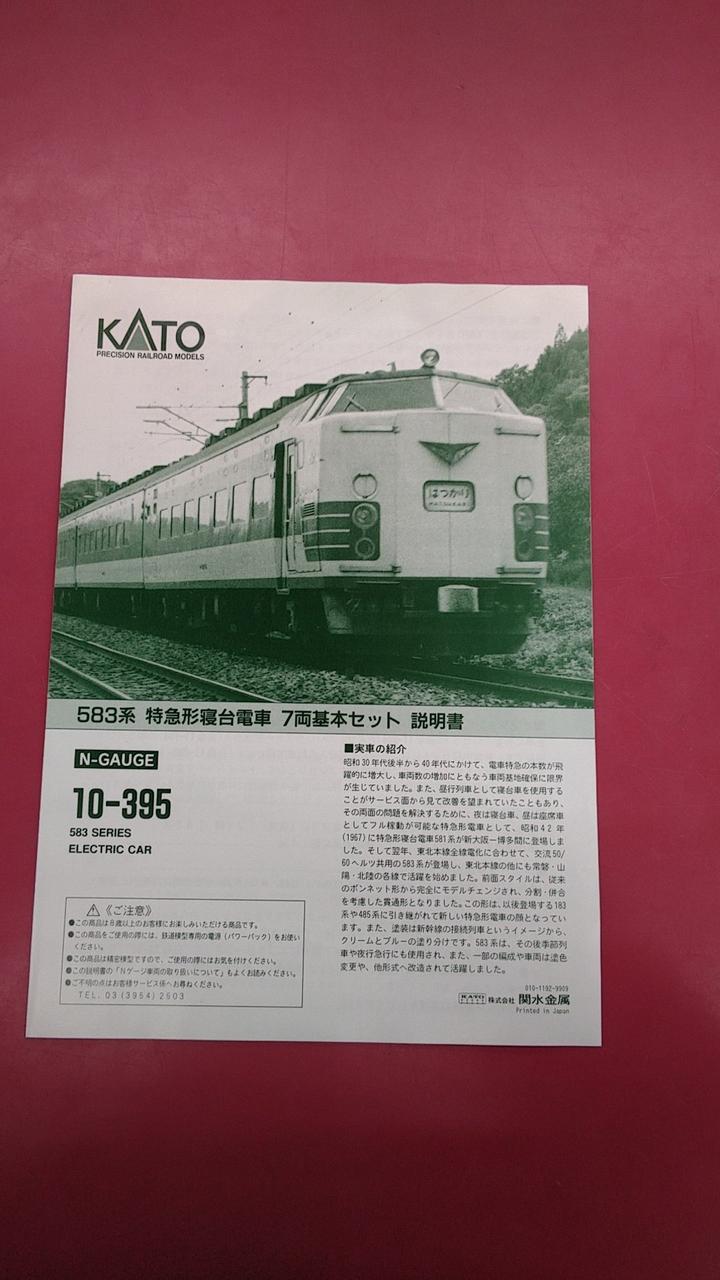 KATO
PRECISION RAILROAD MODELS
はつかり
HATSUKARI
583系 特急形寝台電車 7両基本セット 説明書
N-GAUGE
10-395
583 SERIES
ELECTRIC CAR
《ご注意》
●この商品は8歳以上のお客様にお楽しみいただける商品です。
●この商品をご使用の際には、鉄道模型専用の電源(パワーパック)をお使い
ください。
●この商品は精密模型ですので、ご使用の際にはお気を付けください。
●この説明書の「Nゲージ車両の取り扱いについて」もよくお読みください。
●ご不明の点はお客様サービス係へお尋ねください。
TEL. 03 (3954) 2603
■実車の紹介
昭和30年代後半から40年代にかけて、電車特急の本数が飛
躍的に増大し、車両数の増加にともなう車両基地確保に限界
が生じていました。また、昼行列車として寝台車を使用する
ことがサービス面から見て改善を望まれていたこともあり、
その両面の問題を解決するために、夜は寝台車、昼は座席車
としてフル稼動が可能な特急形電車として、昭和42年
(1967)に特急形寝台電車581系が新大阪ー博多間に登場しま
した。そして翌年、東北本線全線電化に合わせて、交流50/
60ヘルツ共用の583系が登場し、東北本線の他にも常磐・山
陽・北陸の各線で活躍を始めました。前面スタイルは、従来
のボンネット形から完全にモデルチェンジされ、分割・併合
を考慮した貫通形となりました。この形は、以後登場する183
系や485系に引き継がれて新しい特急形電車の顔となってい
ます。また、塗装は新幹線の接続列車というイメージから、
クリームとブルーの塗り分けです。583系は、その後季節列
車や夜行急行にも使用され、また、一部の編成や車両は塗色
変更や、他形式へ改造されて活躍しました。
010-1192-9909
KATO 株式会社 関水金属
Printed in Japan